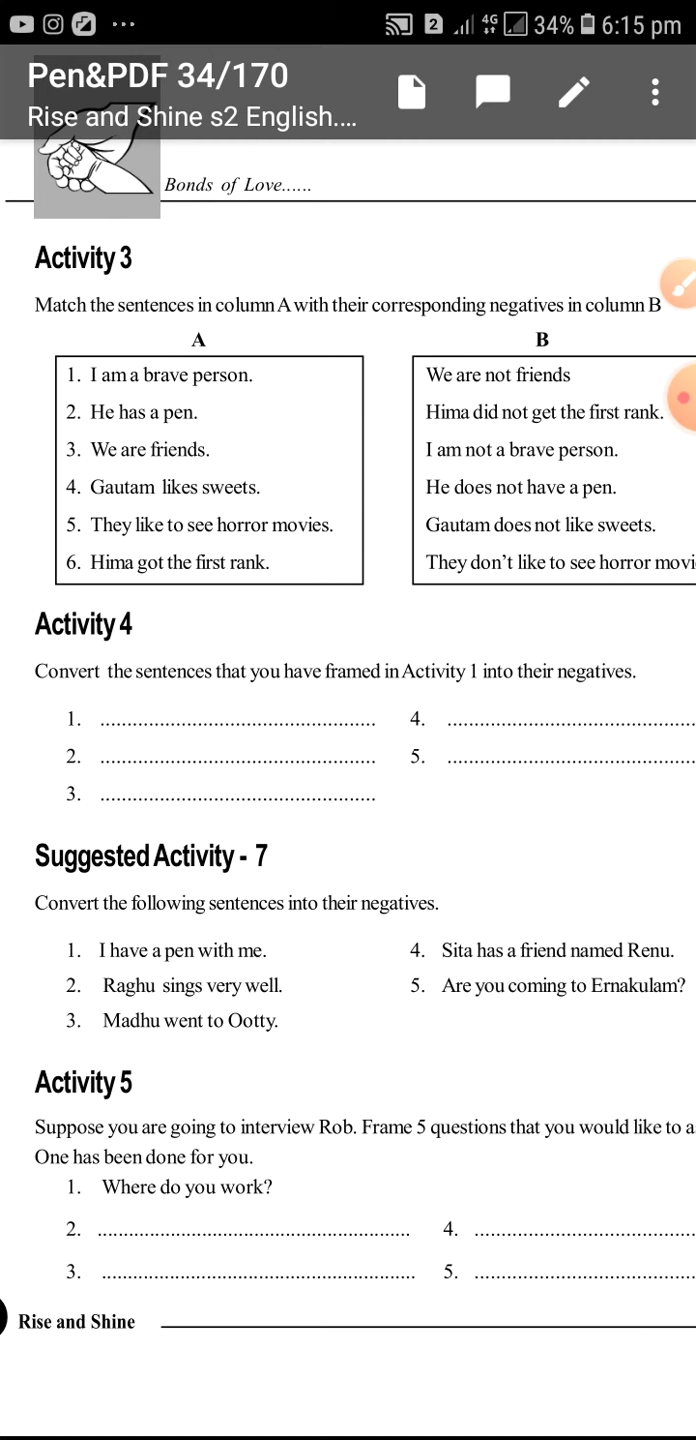 2 4G 34% 6:15 pm
Pen&PDF 34/170
Rise and Shine s2 English....
Bonds of Love......
Activity 3
Match the sentences in column A with their corresponding negatives in column B
A B
1. I am a brave person. We are not friends
2. He has a pen. Hima did not get the first rank.
3. We are friends. I am not a brave person.
4. Gautam likes sweets. He does not have a pen.
5. They like to see horror movies. Gautam does not like sweets.
6. Hima got the first rank. They don't like to see horror movi
Activity 4
Convert the sentences that you have framed in Activity 1 into their negatives.
1. .................................................... 4. ..............................................
2. .................................................... 5. ..............................................
3. ....................................................
Suggested Activity - 7
Convert the following sentences into their negatives.
1. I have a pen with me. 4. Sita has a friend named Renu.
2. Raghu sings very well. 5. Are you coming to Ernakulam?
3. Madhu went to Ootty.
Activity 5
Suppose you are going to interview Rob. Frame 5 questions that you would like to a
One has been done for you.
1. Where do you work?
2. ........................................................... 4. .........................................
3. ........................................................... 5. .........................................
Rise and Shine